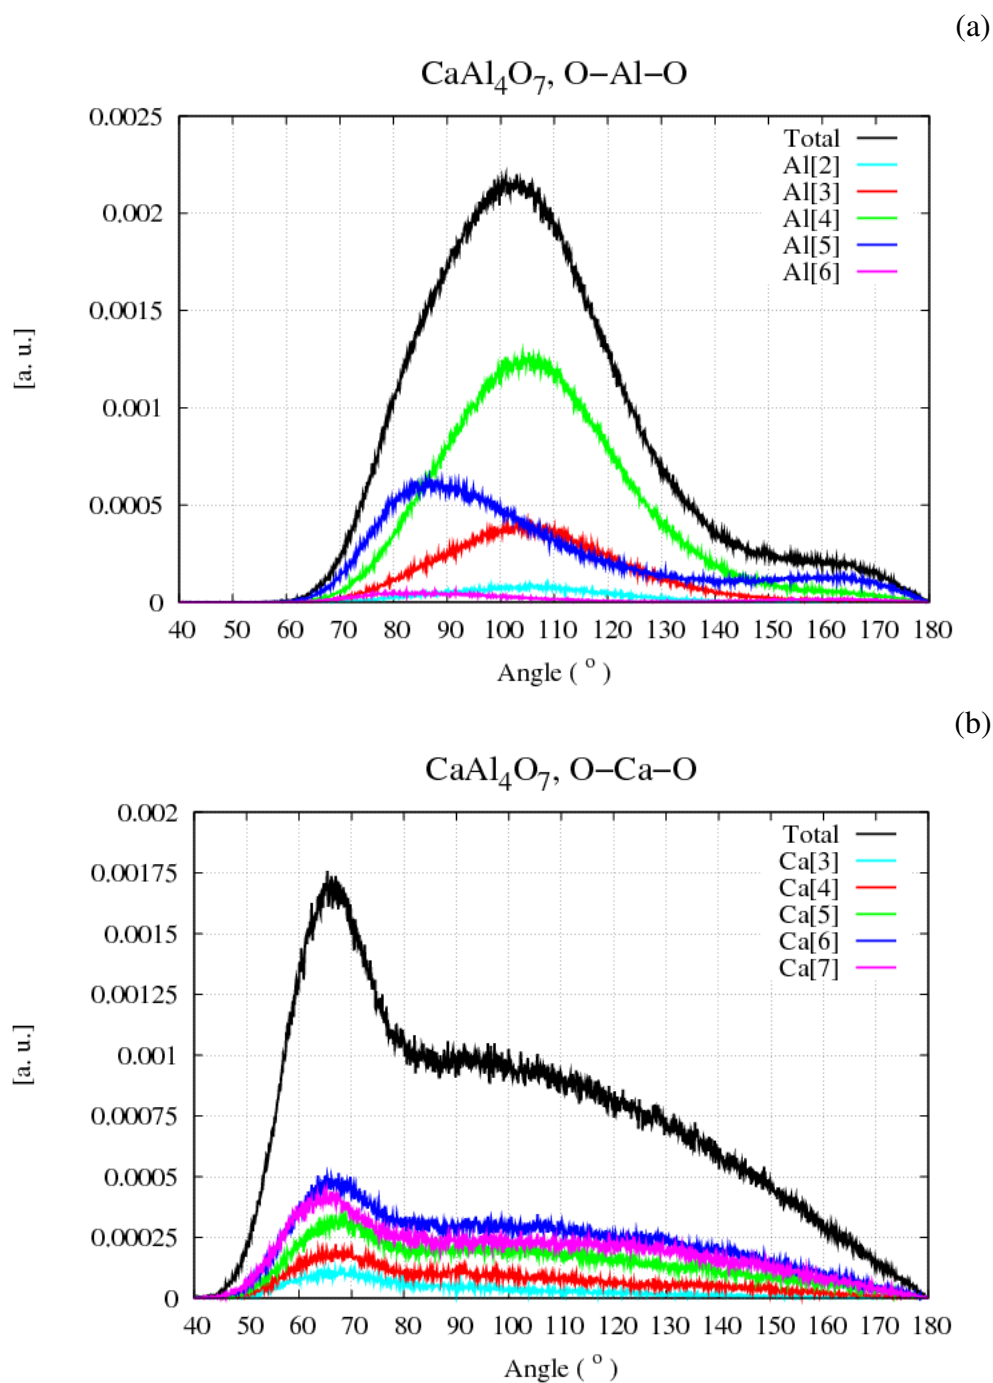 (a)
CaAl4O7, O−Al−O
0.0025
0.002
0.0015
0.001
0.0005
0
[a. u.]
Total
Al[2]
Al[3]
Al[4]
Al[5]
Al[6]
40 50 60 70 80 90 100 110 120 130 140 150 160 170 180
Angle ( o )
(b)
CaAl4O7, O−Ca−O
0.002
0.00175
0.0015
0.00125
0.001
0.00075
0.0005
0.00025
0
[a. u.]
Total
Ca[3]
Ca[4]
Ca[5]
Ca[6]
Ca[7]
40 50 60 70 80 90 100 110 120 130 140 150 160 170 180
Angle ( o )